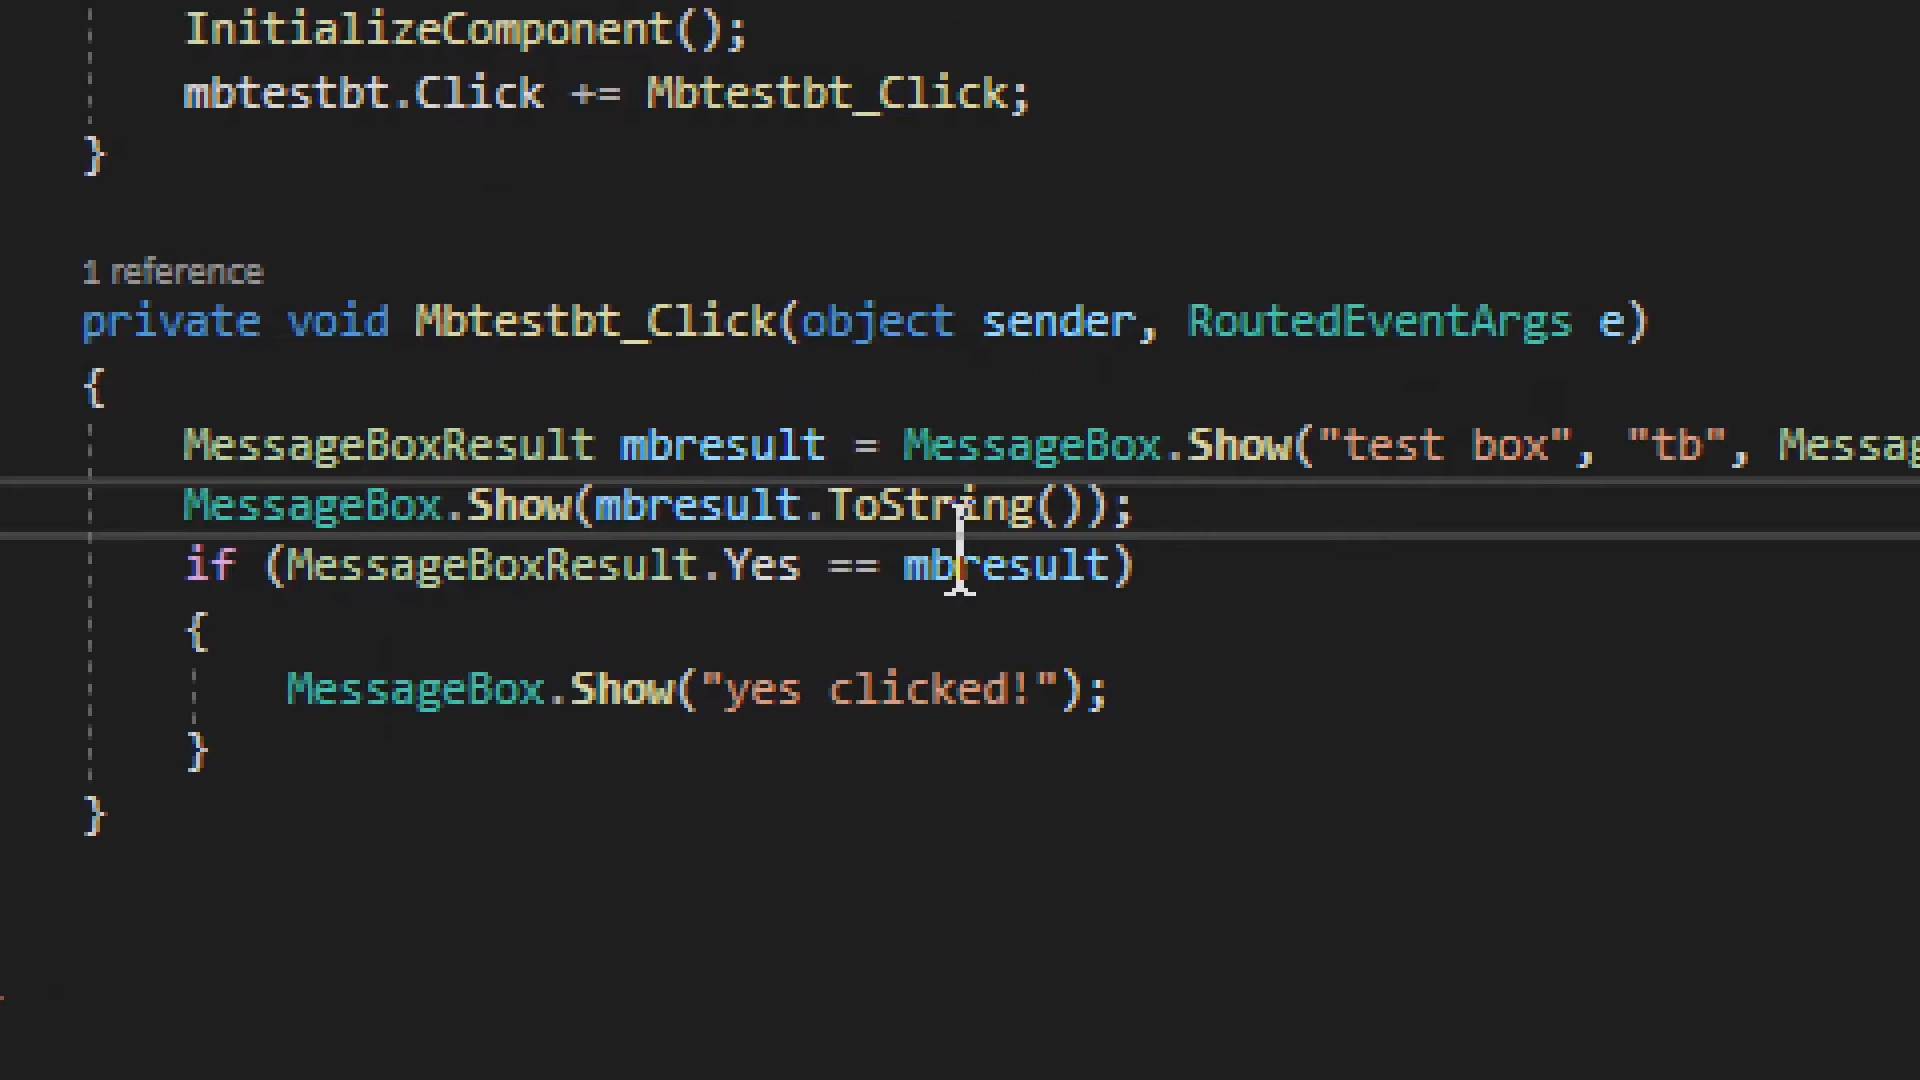 InitializeComponent();
mbtestbt.Click += Mbtestbt_Click;
}
1 reference
private void Mbtestbt_Click(object sender, RoutedEventArgs e)
{
MessageBoxResult mbresult = MessageBox.Show("test box", "tb", Messag
MessageBox.Show(mbresult.ToString());
if (MessageBoxResult.Yes == mbresult)
{
MessageBox.Show("yes clicked!");
}
}